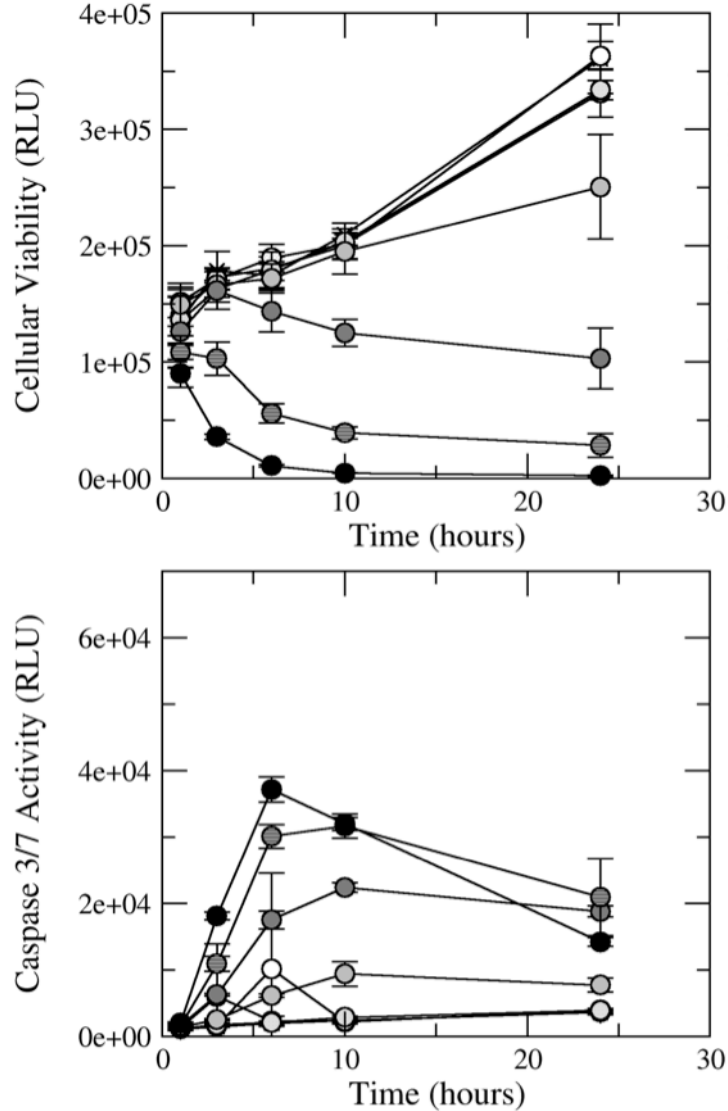 4e+05
3e+05
2e+05
1e+05
0e+00
Cellular Viability (RLU)
0 10 20 30
Time (hours)
6e+04
4e+04
2e+04
0e+00
Caspase 3/7 Activity (RLU)
0 10 20 30
Time (hours)